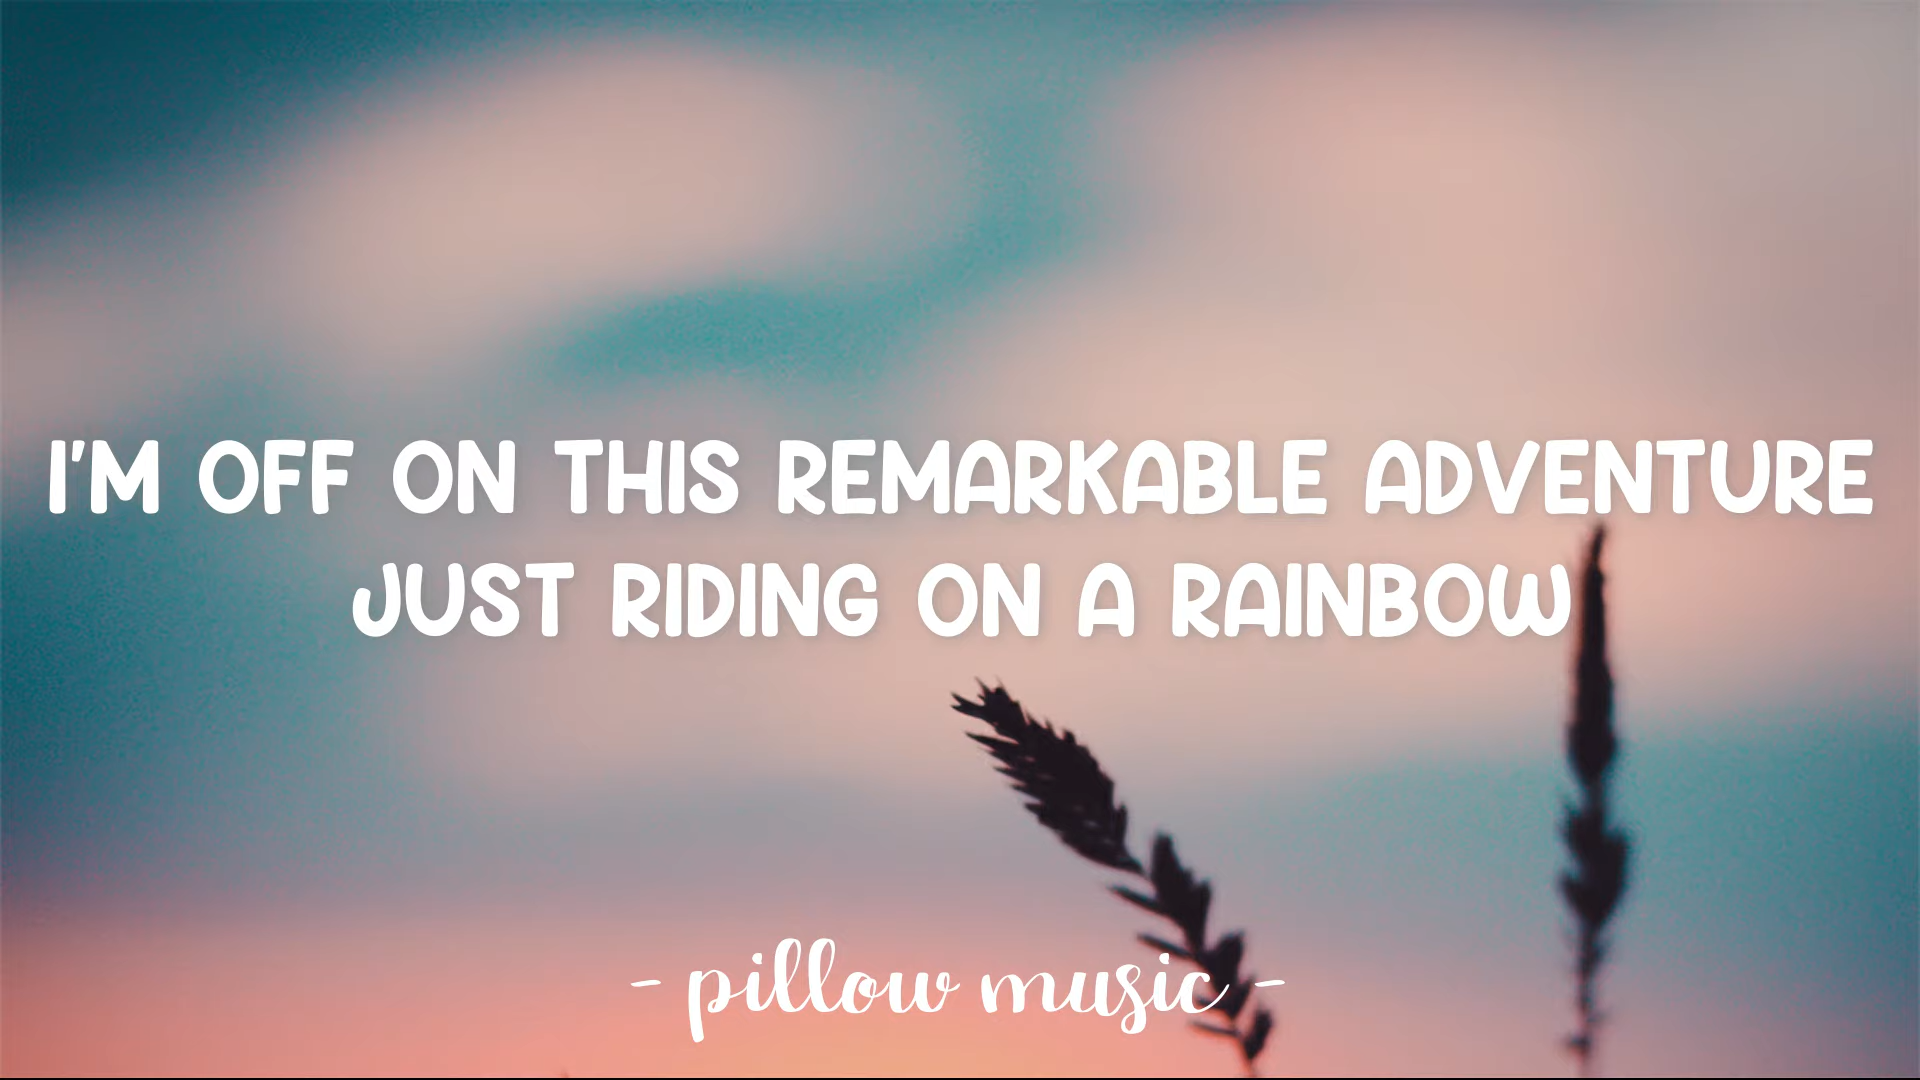 I'M OFF ON THIS REMARKABLE ADVENTURE
JUST RIDING ON A RAINBOW
- pillow music -